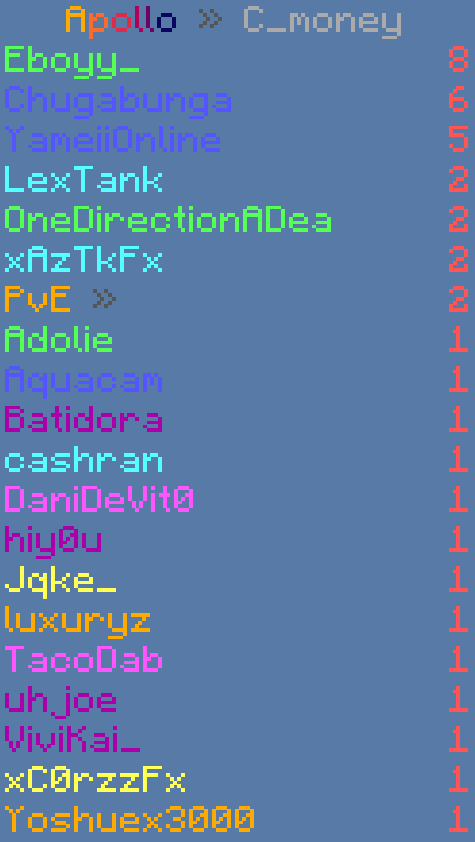 Apollo » C_money
Eboyy_ 8
Chugabunga 6
YameiiOnline 5
LexTank 2
OneDirectionADea 2
xAzTkFx 2
PvE » 2
Adolie 1
Aquacam 1
Batidora 1
cashran 1
DaniDeVit0 1
hiy0u 1
Jqke_ 1
luxuryz 1
TacoDab 1
uh_joe 1
ViviKai_ 1
xC0rzzFx 1
Yoshuex3000 1